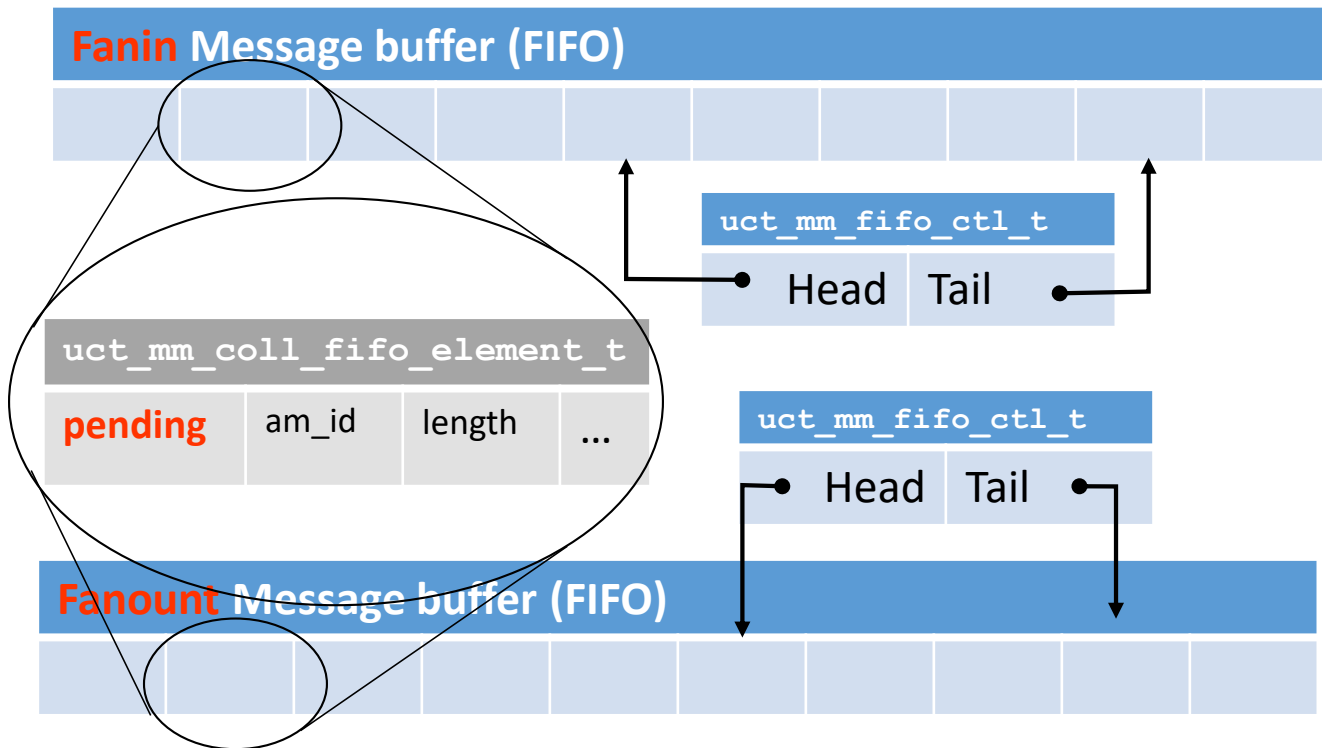 Fanin Message buffer (FIFO)
uct_mm_fifo_ctl_t
Head Tail
uct_mm_coll_fifo_element_t
pending am_id length ...
uct_mm_fifo_ctl_t
Head Tail
Fanount Message buffer (FIFO)